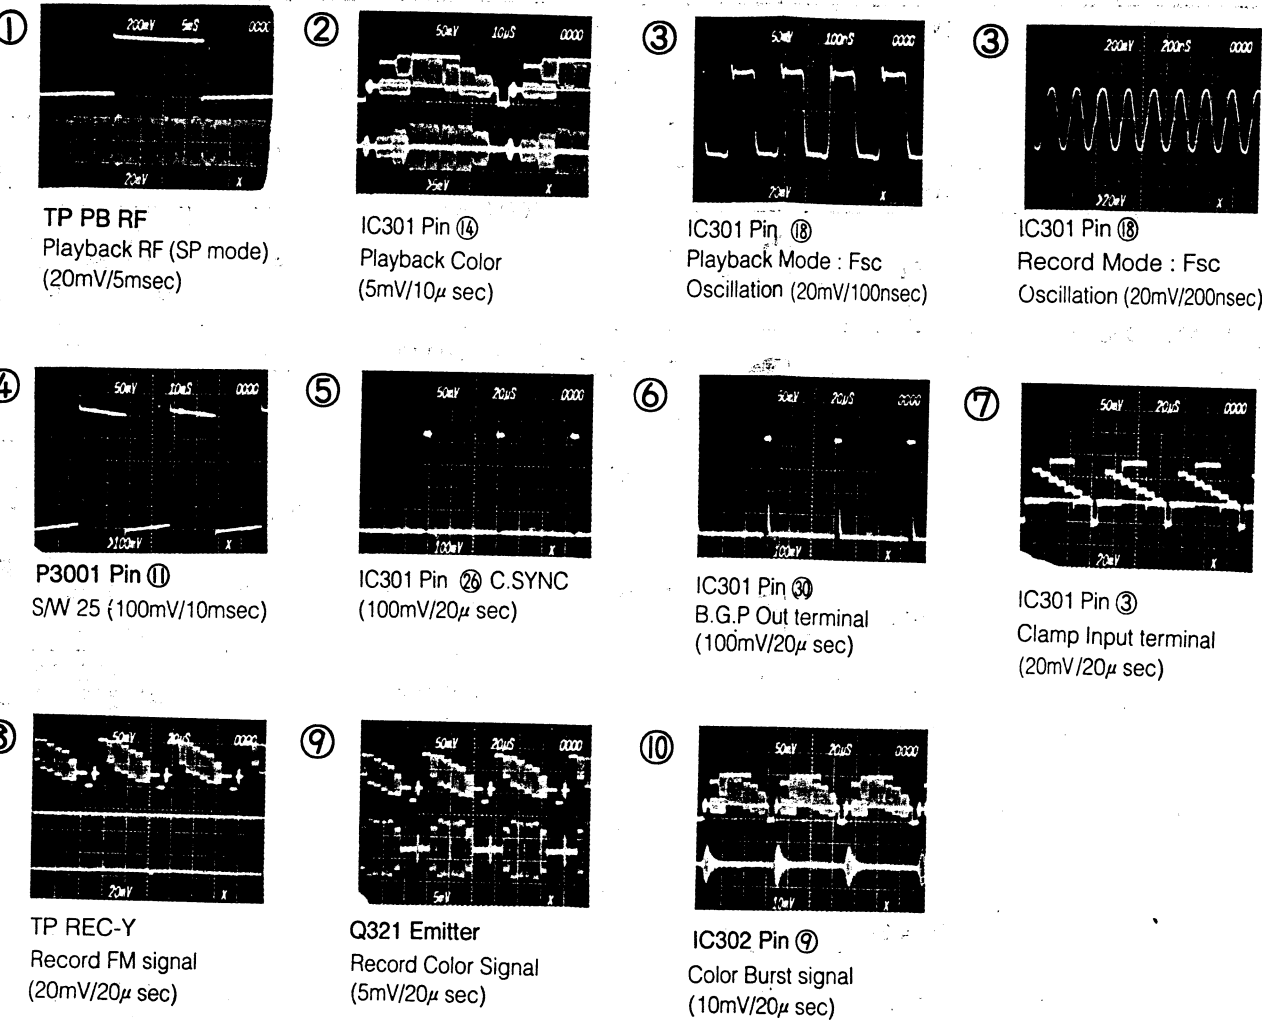 ①
200mV 5mS
20mV X
TP PB RF
Playback RF (SP mode)
(20mV/5msec)
②
50mV 10μS 0000
>5mV X
IC301 Pin ⑭
Playback Color
(5mV/10μ sec)
③
50mV 100nS 0000
20mV X
IC301 Pin ⑱
Playback Mode : Fsc
Oscillation (20mV/100nsec)
③
200mV 200nS 0000
>20mV X
IC301 Pin ⑱
Record Mode : Fsc
Oscillation (20mV/200nsec)
④
50mV 10mS 0000
>100mV X
P3001 Pin ⑪
S/W 25 (100mV/10msec)
⑤
50mV 20μS 0000
100mV X
IC301 Pin ㉖ C.SYNC
(100mV/20μ sec)
⑥
50mV 20μS 0000
100mV X
IC301 Pin ㉚
B.G.P Out terminal
(100mV/20μ sec)
⑦
50mV 20μS 0000
20mV X
IC301 Pin ③
Clamp Input terminal
(20mV/20μ sec)
⑧
50mV 20μS 0000
20mV X
TP REC-Y
Record FM signal
(20mV/20μ sec)
⑨
50mV 20μS 0000
5mV X
Q321 Emitter
Record Color Signal
(5mV/20μ sec)
⑩
50mV 20μS 0000
10mV X
IC302 Pin ⑨
Color Burst signal
(10mV/20μ sec)